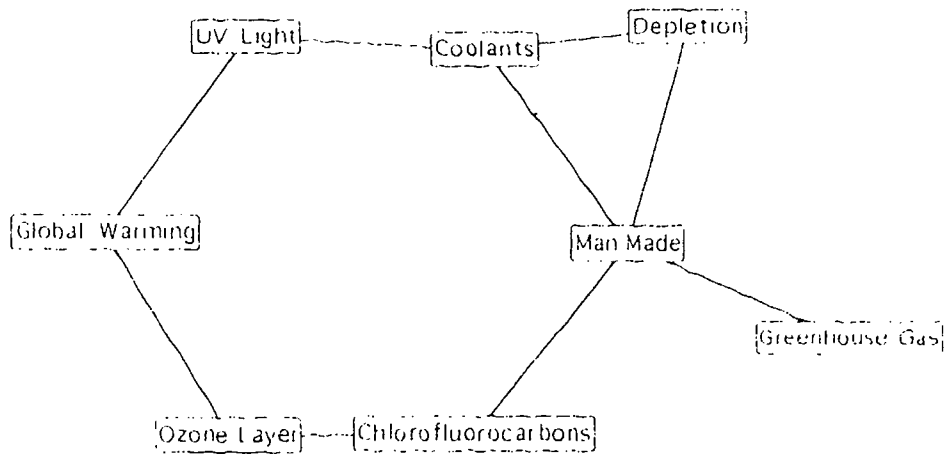 UV Light
Coolants
Depletion
Global Warming
Man Made
Greenhouse Gas
Ozone Layer
Chlorofluorocarbons